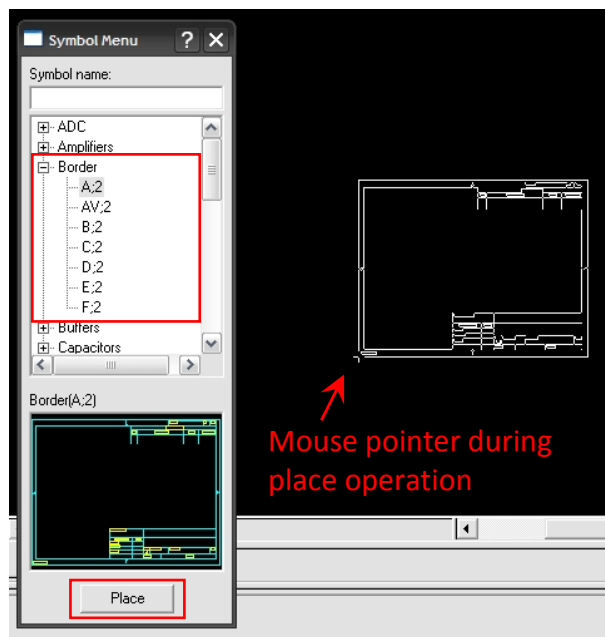 Symbol Menu
Symbol name:
ADC
Amplifiers
Border
A;2
AV;2
B;2
C;2
D;2
E;2
F;2
Buffers
Capacitors
Border(A;2)
Place
Mouse pointer during
place operation